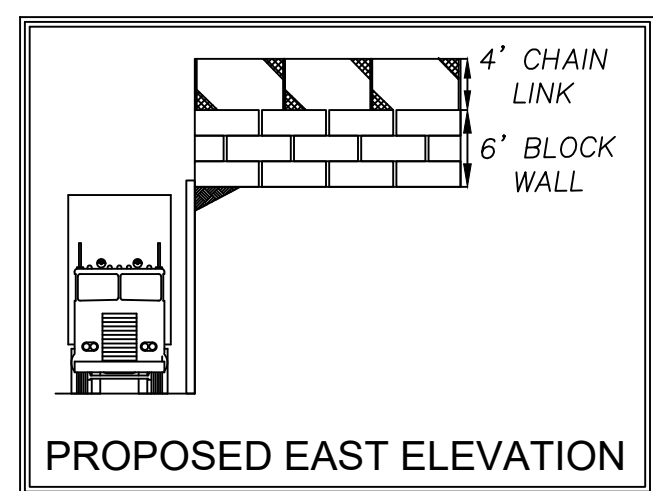 4' CHAIN
LINK
6' BLOCK
WALL
PROPOSED EAST ELEVATION